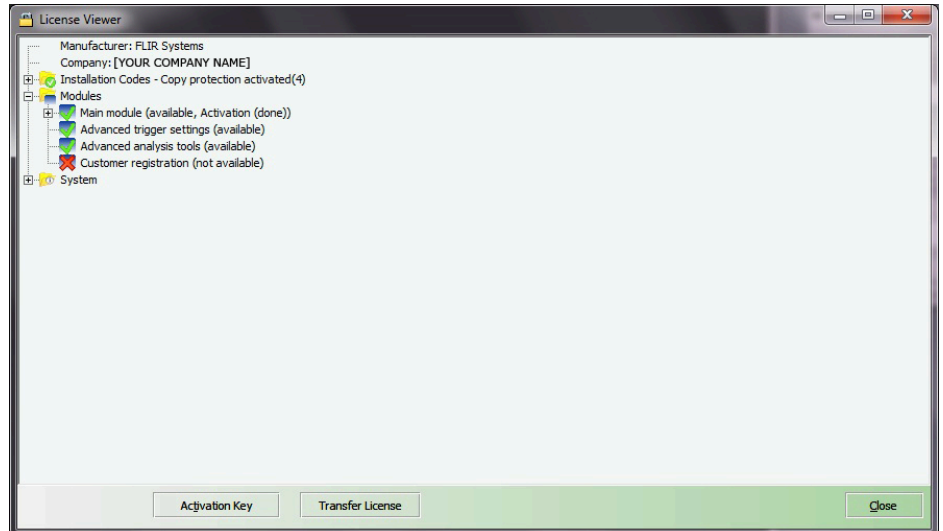 License Viewer
Manufacturer: FLIR Systems
Company: [YOUR COMPANY NAME]
Installation Codes - Copy protection activated(4)
Modules
Main module (available, Activation (done))
Advanced trigger settings (available)
Advanced analysis tools (available)
Customer registration (not available)
System
Activation Key Transfer License Close